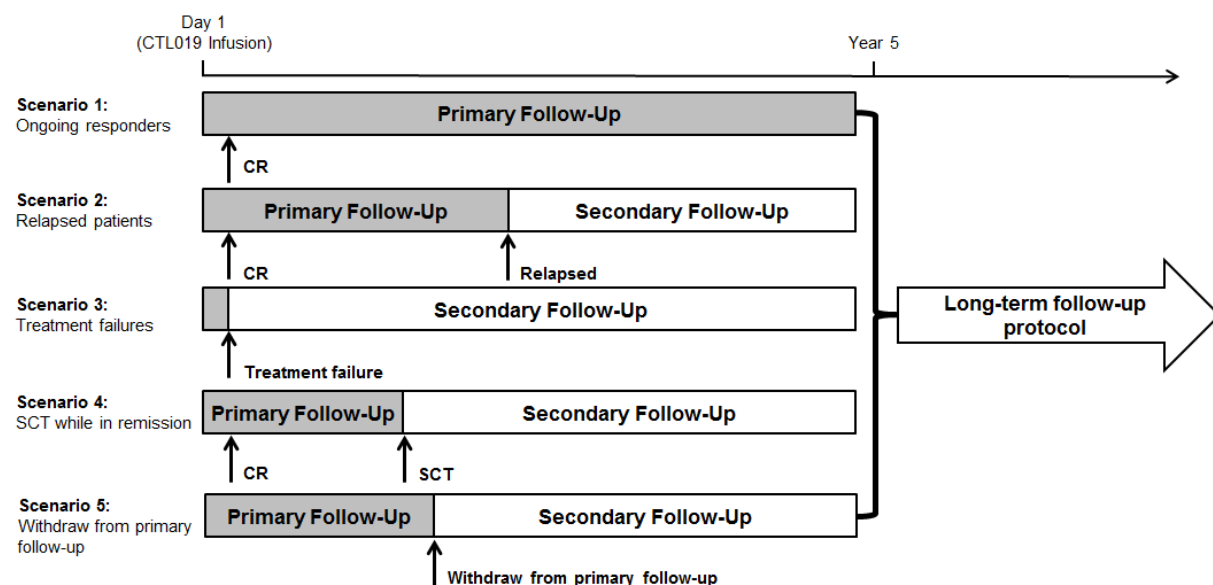 Day 1
(CTL019 Infusion)
Year 5
Scenario 1:
Ongoing responders
Primary Follow-Up
CR
Scenario 2:
Relapsed patients
Primary Follow-Up
Secondary Follow-Up
CR
Relapsed
Scenario 3:
Treatment failures
Secondary Follow-Up
Treatment failure
Long-term follow-up
protocol
Scenario 4:
SCT while in remission
Primary Follow-Up
Secondary Follow-Up
CR
SCT
Scenario 5:
Withdraw from primary
follow-up
Primary Follow-Up
Secondary Follow-Up
Withdraw from primary follow-up